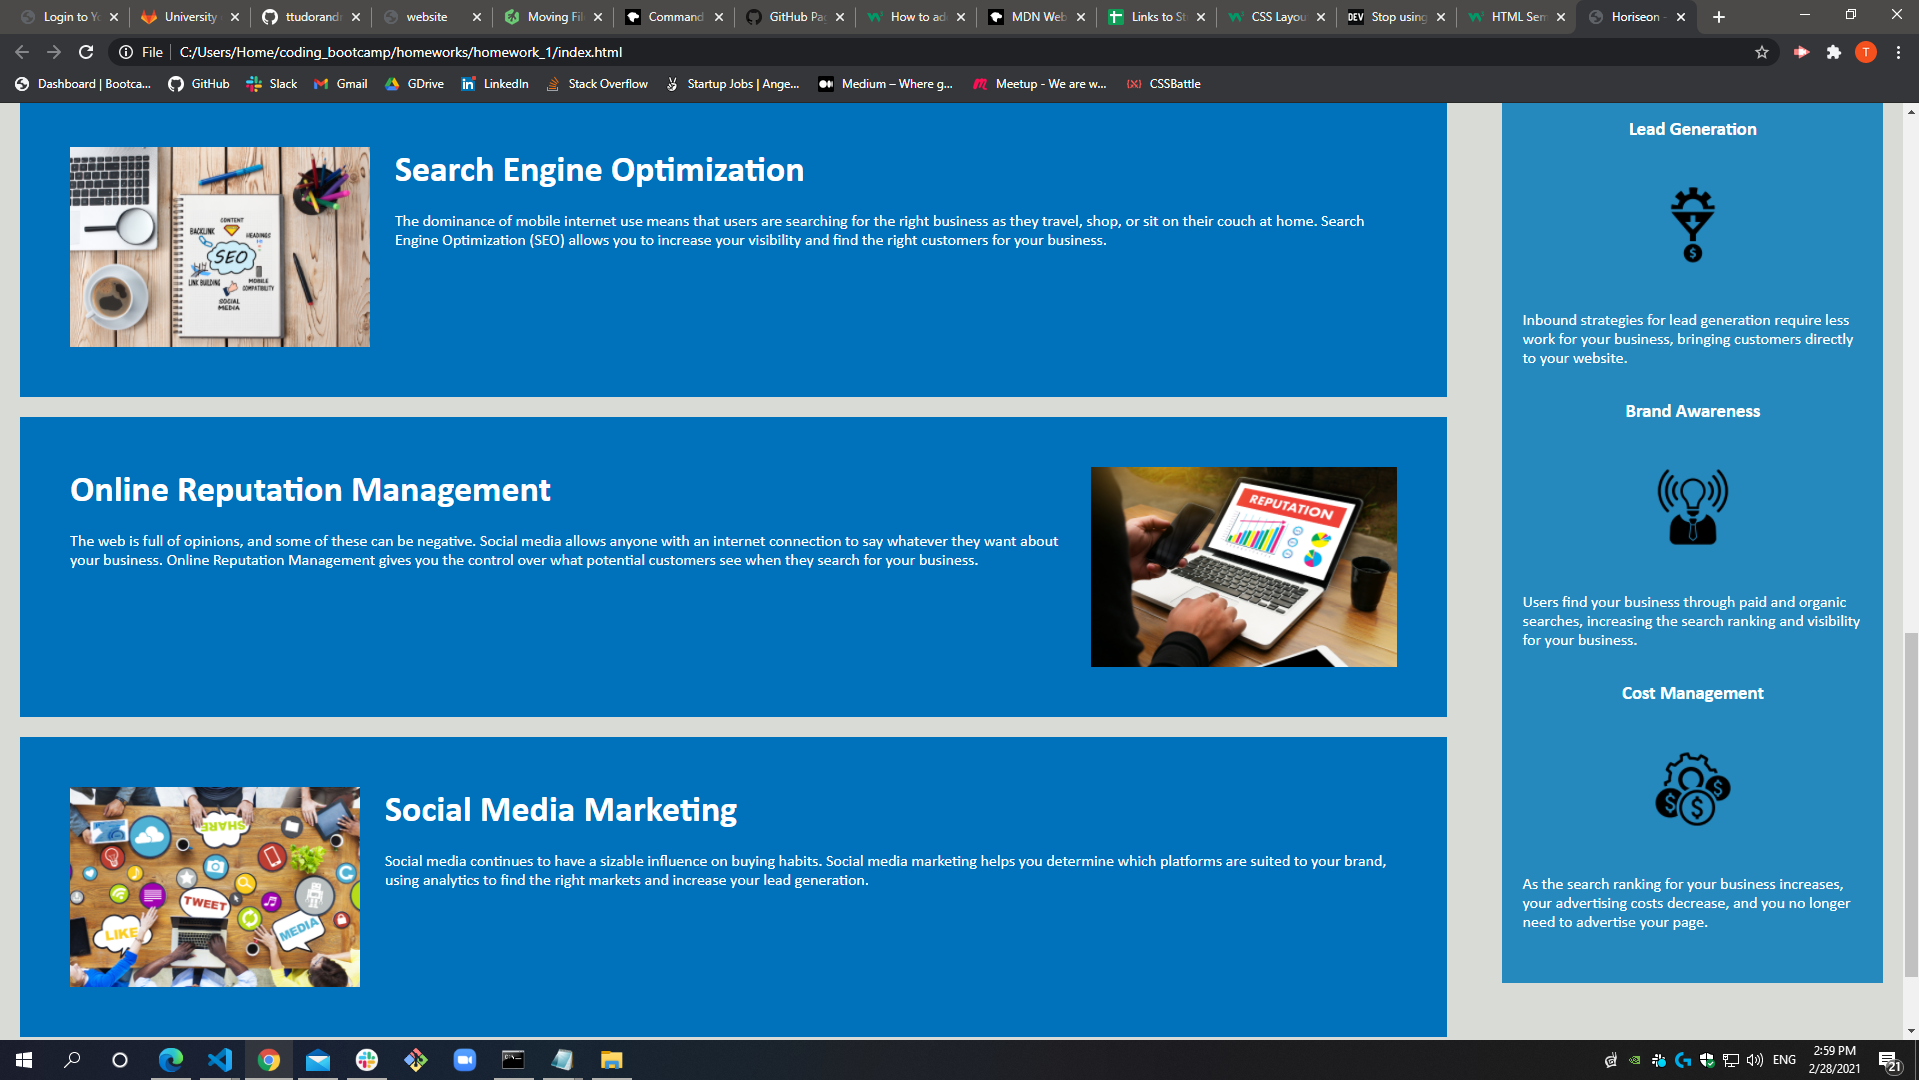 Login to Yo
University
ttudorandr
website
Moving Fil
Command
GitHub Pag
How to ad
MDN Web
Links to St
CSS Layou
DEV Stop using
HTML Sem
Horiseon -
File C:/Users/Home/coding_bootcamp/homeworks/homework_1/index.html
T
Dashboard | Bootca...
GitHub
Slack
Gmail
GDrive
LinkedIn
Stack Overflow
Startup Jobs | Ange...
Medium – Where g...
Meetup - We are w...
CSSBattle
Search Engine Optimization
The dominance of mobile internet use means that users are searching for the right business as they travel, shop, or sit on their couch at home. Search
Engine Optimization (SEO) allows you to increase your visibility and find the right customers for your business.
CONTENT
BACKLINK
HEADINGS
SEO
LINK BUILDING
MOBILE
COMPATIBILITY
SOCIAL
MEDIA
Online Reputation Management
The web is full of opinions, and some of these can be negative. Social media allows anyone with an internet connection to say whatever they want about
your business. Online Reputation Management gives you the control over what potential customers see when they search for your business.
REPUTATION
Social Media Marketing
Social media continues to have a sizable influence on buying habits. Social media marketing helps you determine which platforms are suited to your brand,
using analytics to find the right markets and increase your lead generation.
SHARE
TWEET
LIKE
MEDIA
Lead Generation
$
Inbound strategies for lead generation require less
work for your business, bringing customers directly
to your website.
Brand Awareness
Users find your business through paid and organic
searches, increasing the search ranking and visibility
for your business.
Cost Management
$ $ $
As the search ranking for your business increases,
your advertising costs decrease, and you no longer
need to advertise your page.
ENG
2:59 PM
2/28/2021
21